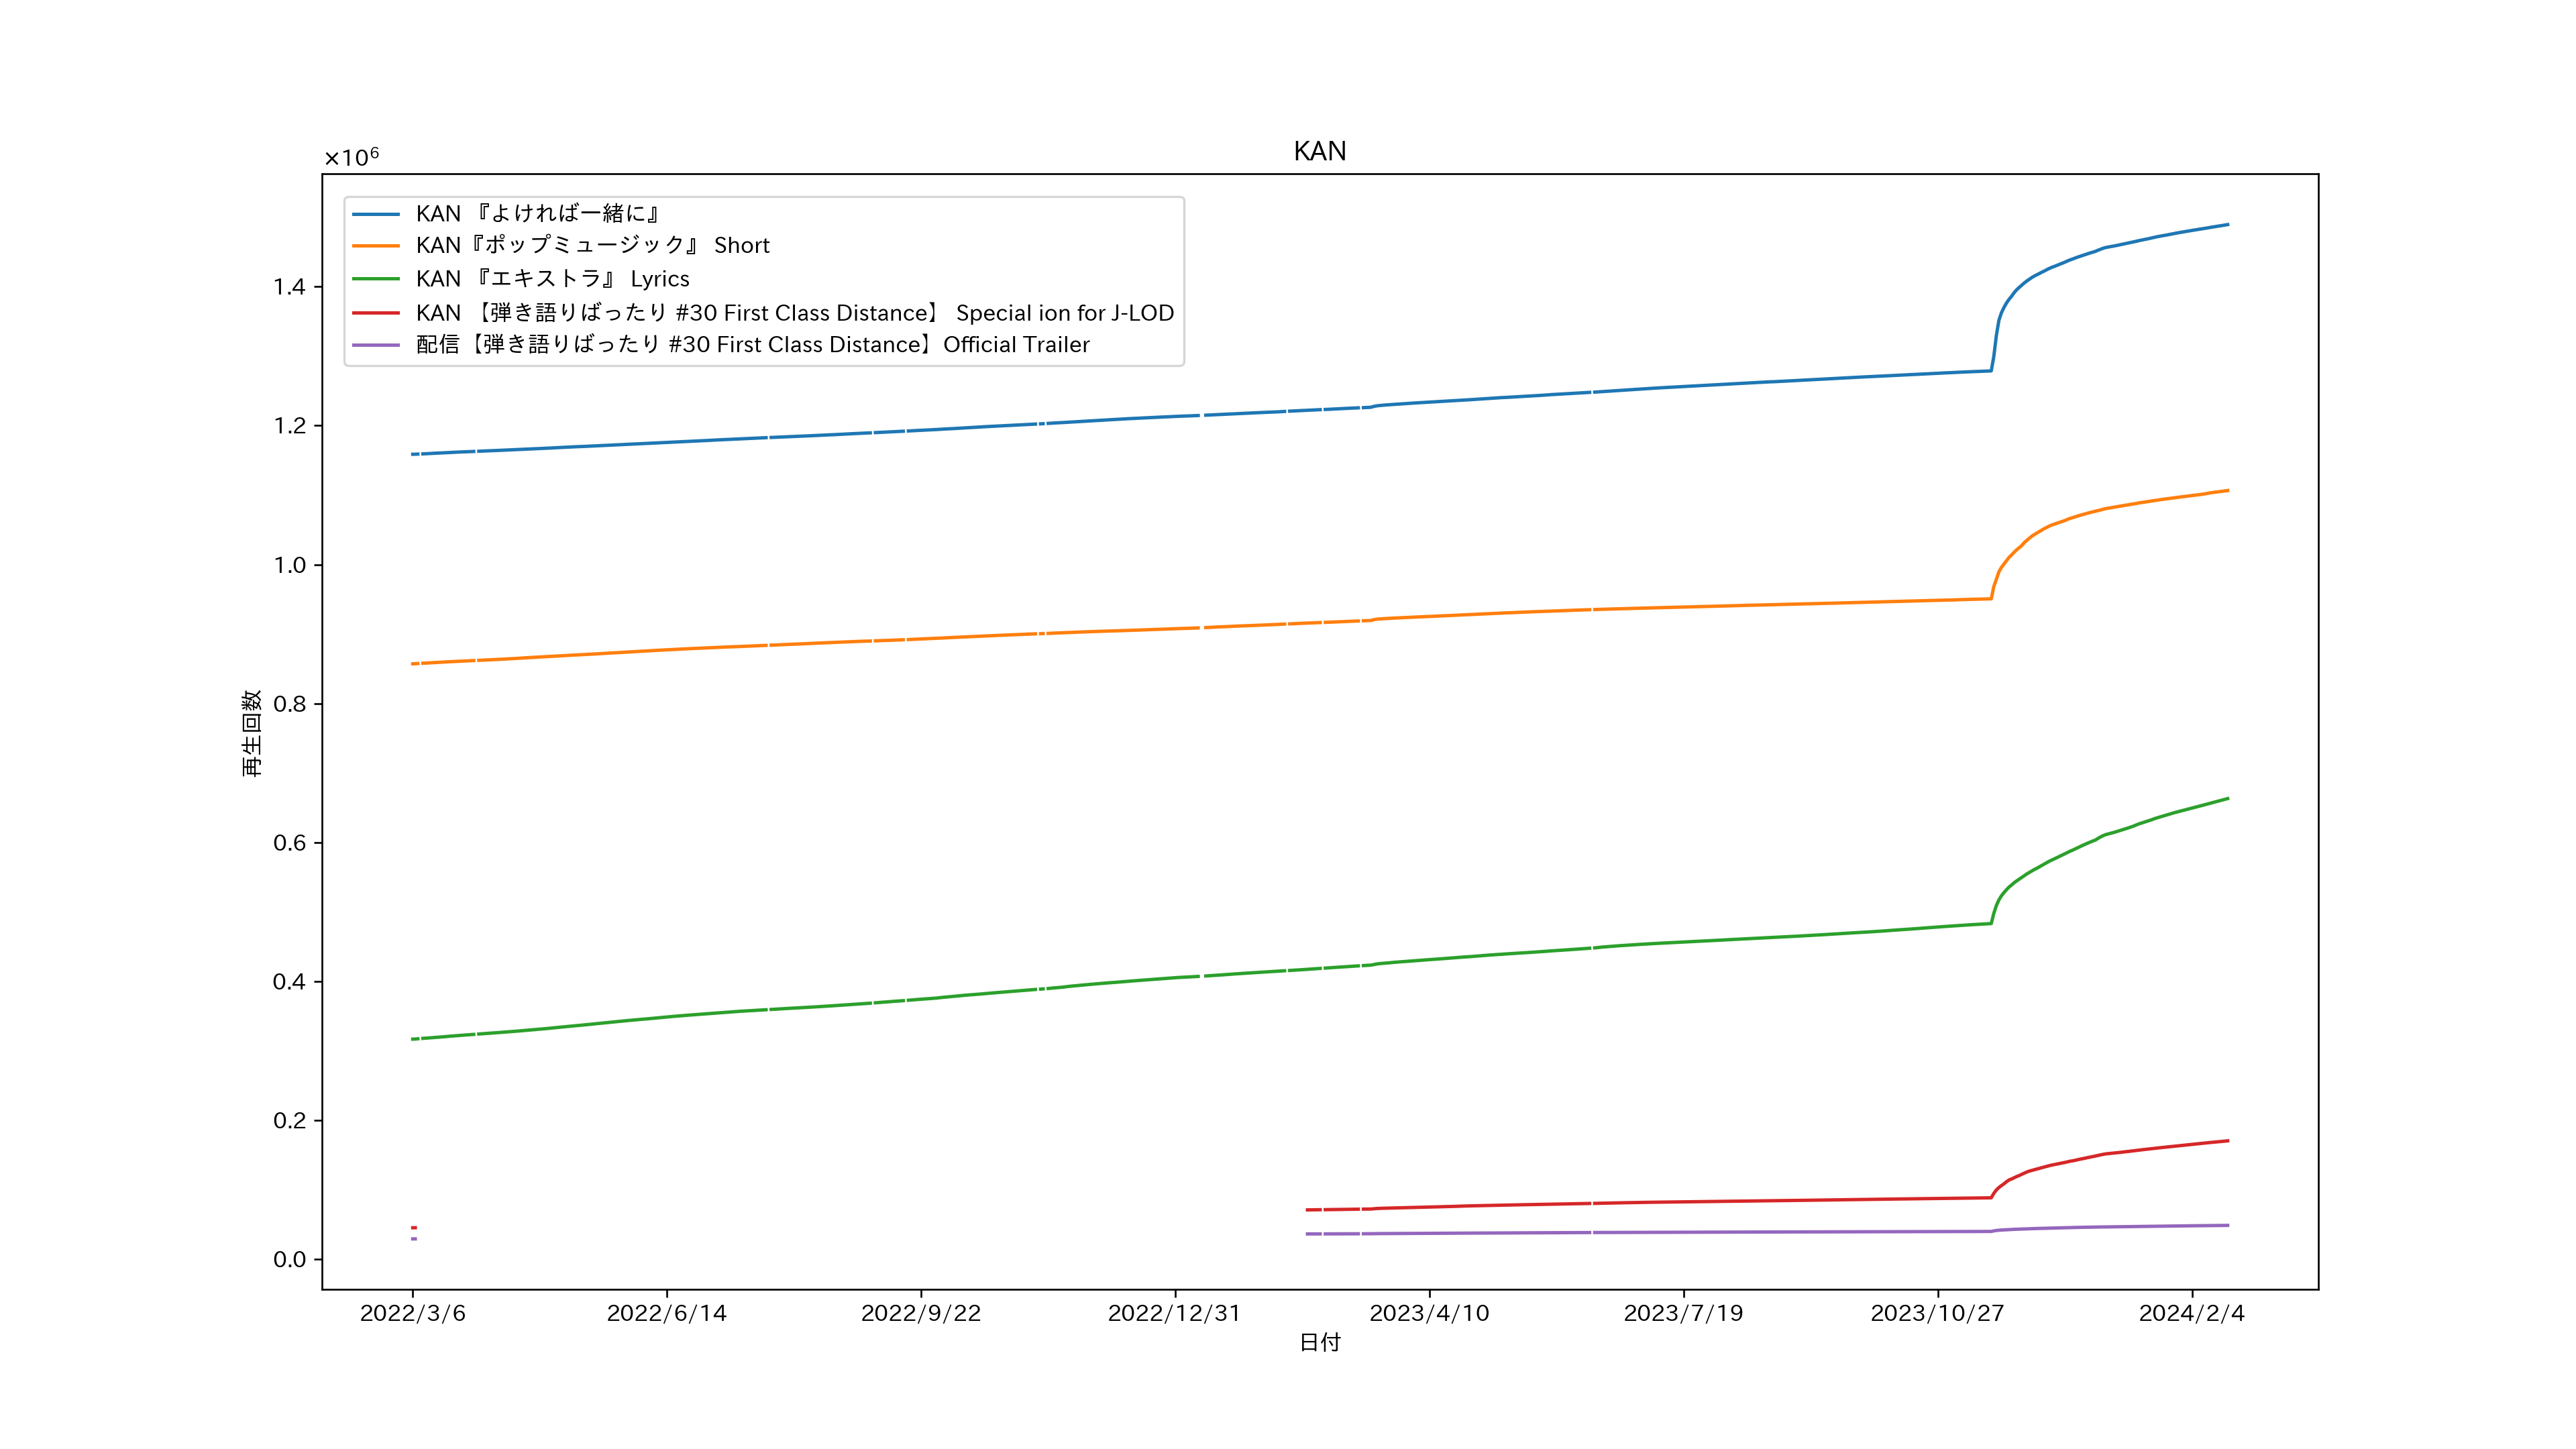 KAN
×10⁶
KAN 『よければ一緒に』
KAN『ポップミュージック』 Short
KAN 『エキストラ』 Lyrics
KAN 【弾き語りばったり #30 First Class Distance】 Special ion for J-LOD
配信【弾き語りばったり #30 First Class Distance】Official Trailer
1.4
1.2
1.0
0.8
0.6
0.4
0.2
0.0
再生回数
2022/3/6 2022/6/14 2022/9/22 2022/12/31 2023/4/10 2023/7/19 2023/10/27 2024/2/4
日付